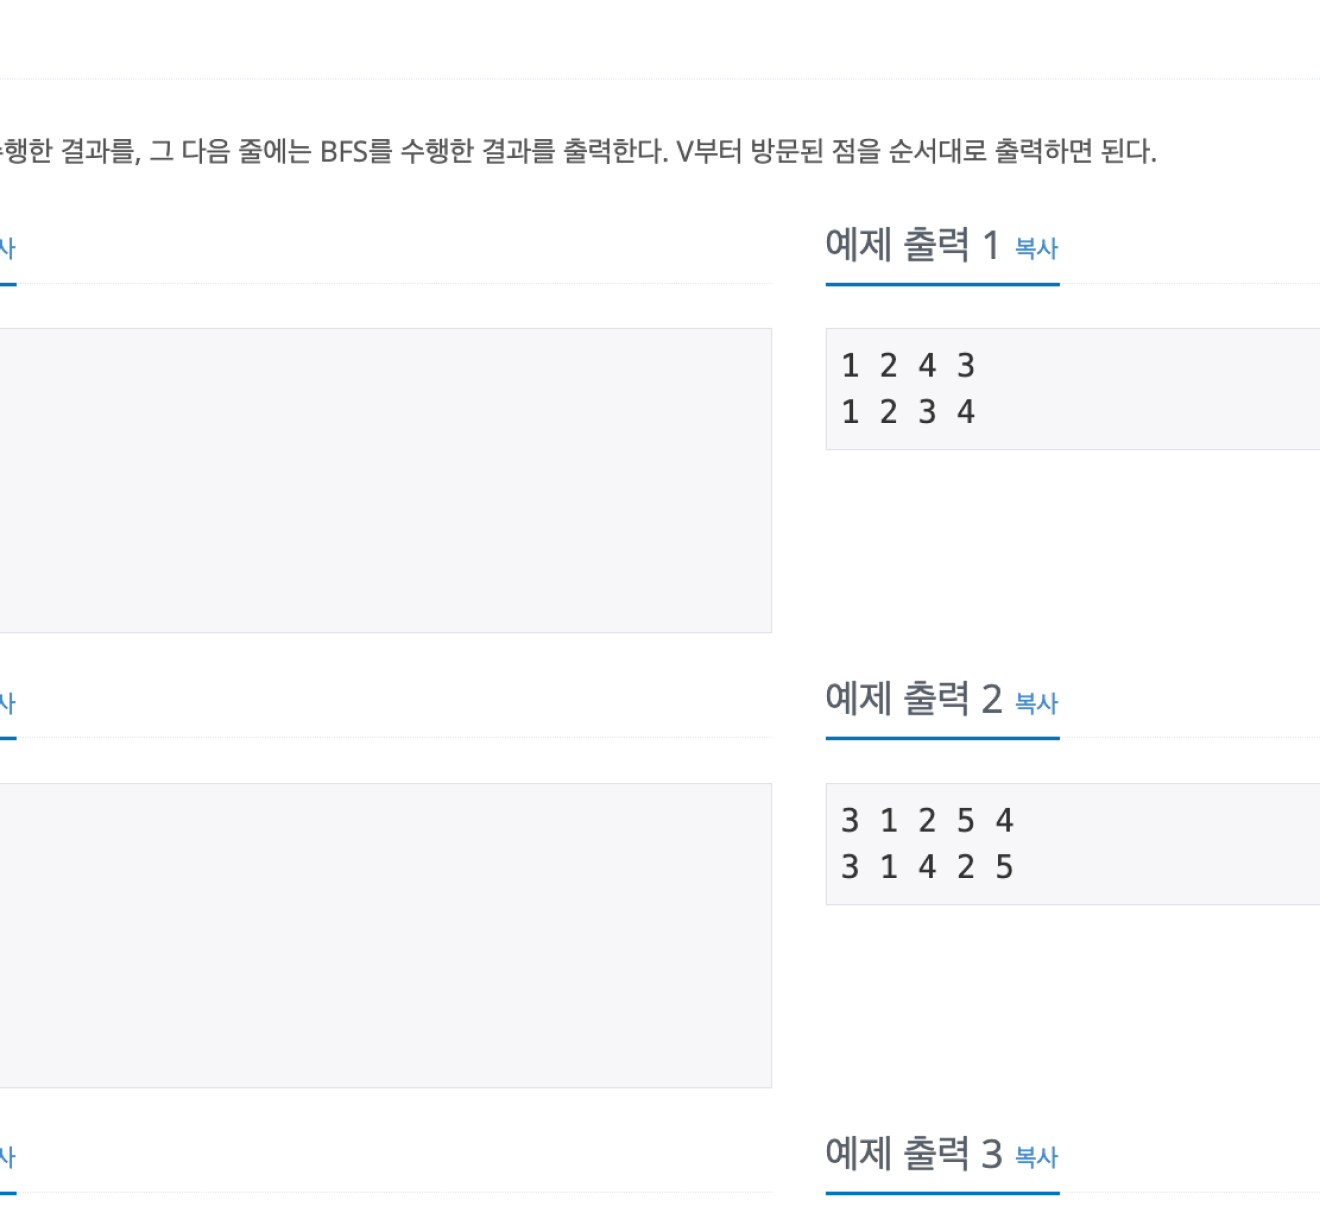 행한 결과를, 그 다음 줄에는 BFS를 수행한 결과를 출력한다. V부터 방문된 점을 순서대로 출력하면 된다.
사
예제 출력 1 복사
1 2 4 3
1 2 3 4
사
예제 출력 2 복사
3 1 2 5 4
3 1 4 2 5
사
예제 출력 3 복사